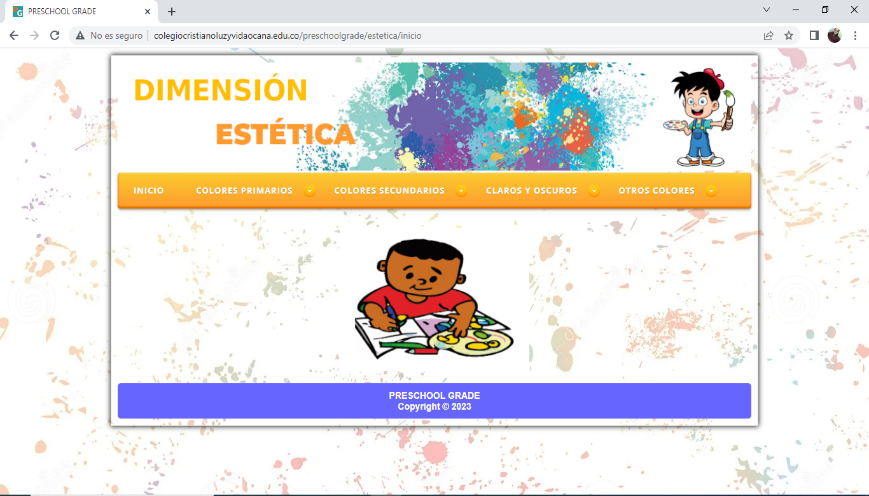 PRESCHOOL GRADE
No es seguro
colegiocristianoluzyvidaocana.edu.co/preschoolgrade/estetica/inicio
DIMENSIÓN
ESTÉTICA
INICIO COLORES PRIMARIOS COLORES SECUNDARIOS CLAROS Y OSCUROS OTROS COLORES
PRESCHOOL GRADE
Copyright © 2023